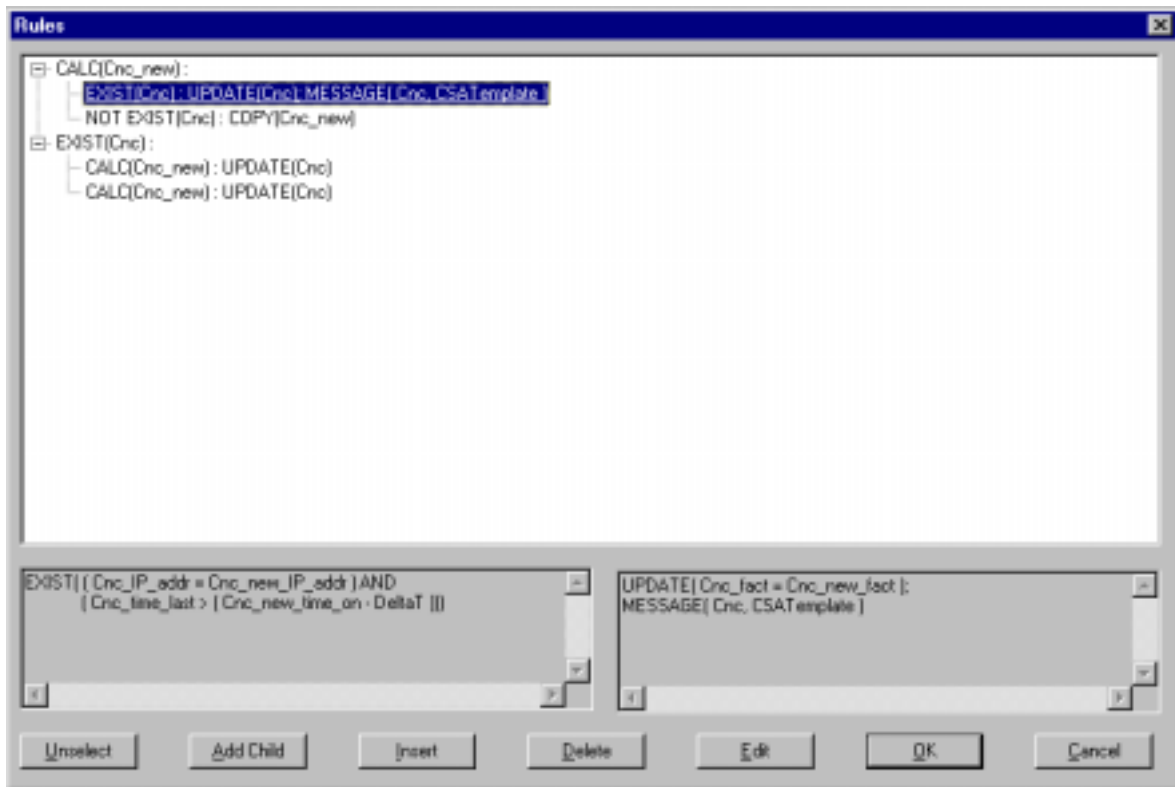 Rules
CALC(Cnc_new) :
EXIST(Cnc) : UPDATE(Cnc); MESSAGE( Cnc, CSATemplate )
NOT EXIST(Cnc) : COPY(Cnc_new)
EXIST(Cnc) :
CALC(Cnc_new) : UPDATE(Cnc)
CALC(Cnc_new) : UPDATE(Cnc)
EXIST( ( Cnc_IP_addr = Cnc_new_IP_addr ) AND
( Cnc_time_last > ( Cnc_new_time_on - DeltaT )))
UPDATE( Cnc_fact = Cnc_new_fact );
MESSAGE( Cnc, CSATemplate )
Unselect Add Child Insert Delete Edit OK Cancel